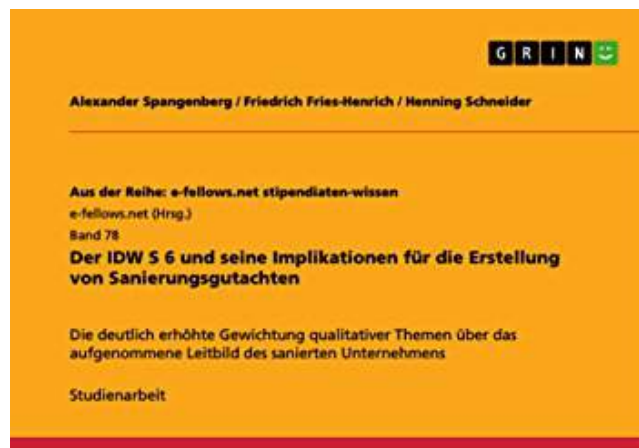 GRIN
Alexander Spangenberg / Friedrich Fries-Henrich / Henning Schneider
Aus der Reihe: e-fellows.net stipendiaten-wissen
e-fellows.net (Hrsg.)
Band 78
Der IDW S 6 und seine Implikationen für die Erstellung
von Sanierungsgutachten
Die deutlich erhöhte Gewichtung qualitativer Themen über das
aufgenommene Leitbild des sanierten Unternehmens
Studienarbeit